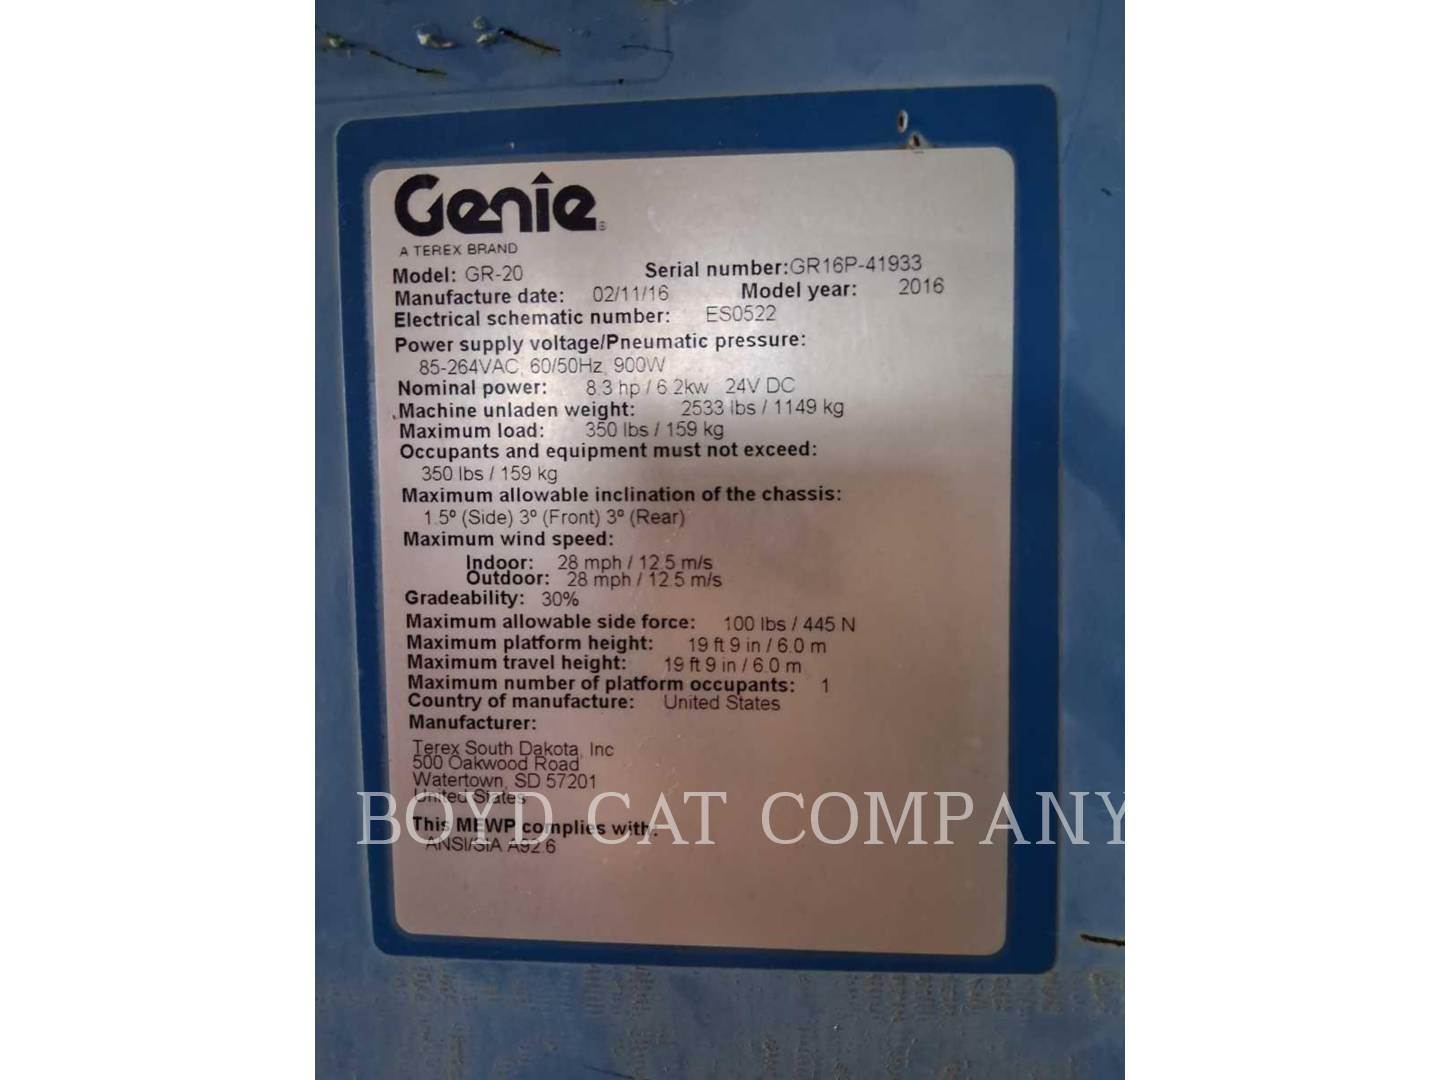 Genie®
A TEREX BRAND
Model: GR-20 Serial number:GR16P-41933
Manufacture date: 02/11/16 Model year: 2016
Electrical schematic number: ES0522
Power supply voltage/Pneumatic pressure:
85-264VAC, 60/50Hz, 900W
Nominal power: 8.3 hp / 6.2kw 24V DC
Machine unladen weight: 2533 lbs / 1149 kg
Maximum load: 350 lbs / 159 kg
Occupants and equipment must not exceed:
350 lbs / 159 kg
Maximum allowable inclination of the chassis:
1.5º (Side) 3º (Front) 3º (Rear)
Maximum wind speed:
Indoor: 28 mph / 12.5 m/s
Outdoor: 28 mph / 12.5 m/s
Gradeability: 30%
Maximum allowable side force: 100 lbs / 445 N
Maximum platform height: 19 ft 9 in / 6.0 m
Maximum travel height: 19 ft 9 in / 6.0 m
Maximum number of platform occupants: 1
Country of manufacture: United States
Manufacturer:
Terex South Dakota, Inc
500 Oakwood Road
Watertown, SD 57201
United States
BOYD CAT COMPANY
This MEWP complies with:
ANSI/SIA A92.6